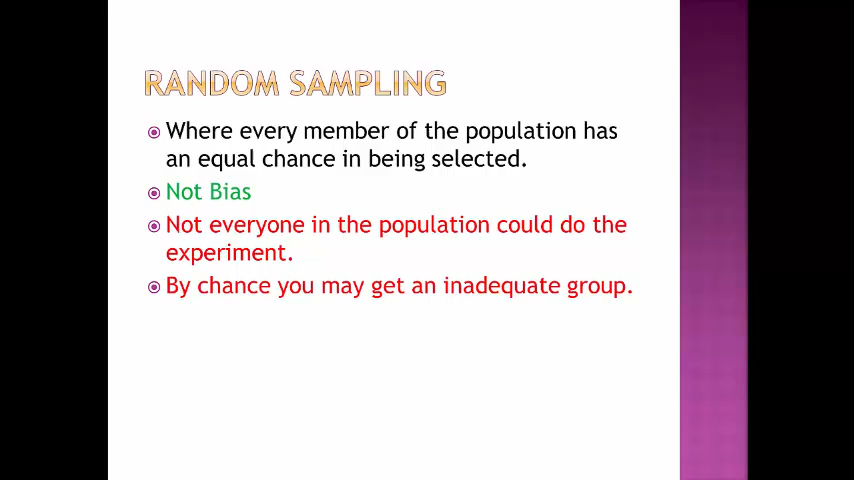 RANDOM SAMPLING
Where every member of the population has
an equal chance in being selected.
Not Bias
Not everyone in the population could do the
experiment.
By chance you may get an inadequate group.